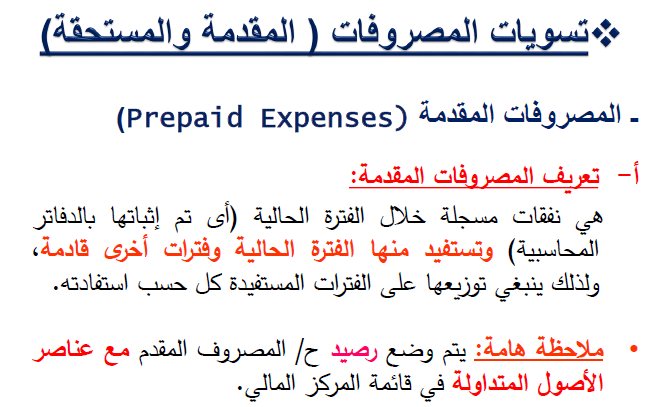 ❖تسويات المصروفات ( المقدمة والمستحقة)
ـ المصروفات المقدمة (Prepaid Expenses)
أ- تعريف المصروفات المقدمة:
هي نفقات مسجلة خلال الفترة الحالية (أى تم إثباتها بالدفاتر
المحاسبية) وتستفيد منها الفترة الحالية وفترات أخرى قادمة،
ولذلك ينبغي توزيعها على الفترات المستفيدة كل حسب استفادته.
• ملاحظة هامة: يتم وضع رصيد ح/ المصروف المقدم مع عناصر
الأصول المتداولة في قائمة المركز المالي.